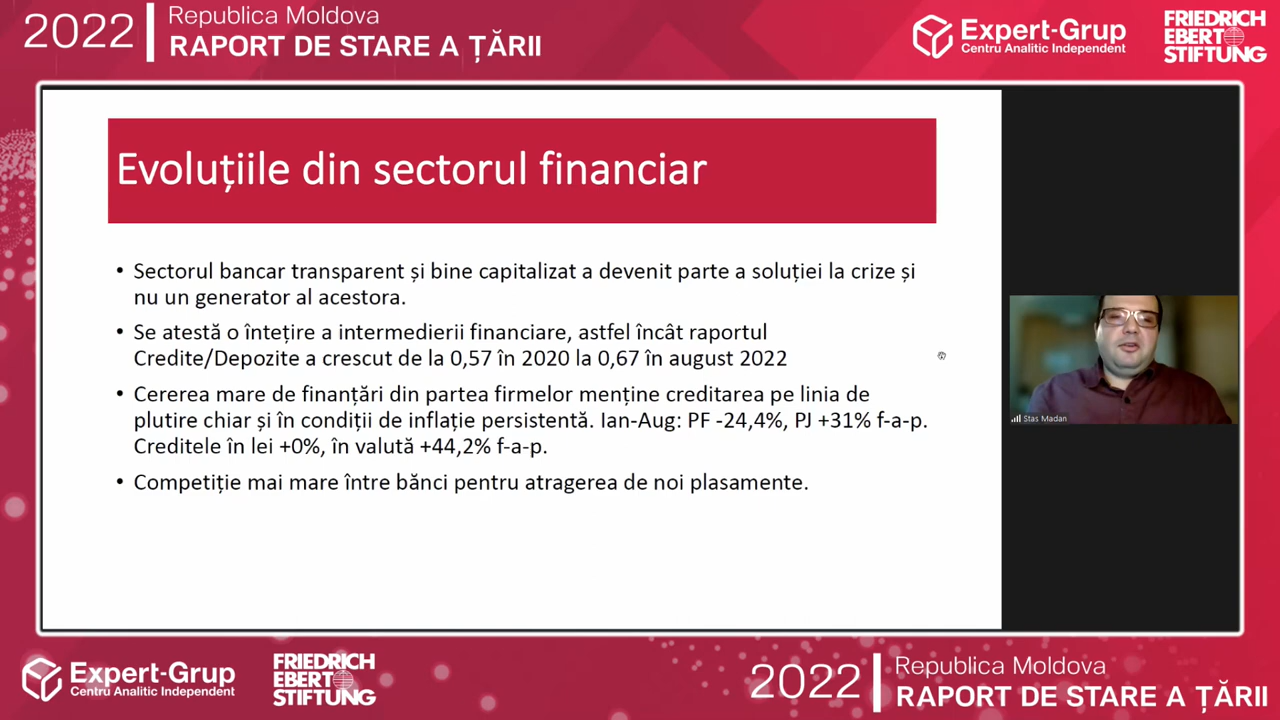 2022
Republica Moldova
RAPORT DE STARE A ȚĂRII
Expert-Grup
Centru Analitic Independent
FRIEDRICH
EBERT
STIFTUNG
Evoluțiile din sectorul financiar
• Sectorul bancar transparent și bine capitalizat a devenit parte a soluției la crize și
nu un generator al acestora.
• Se atestă o întețire a intermedierii financiare, astfel încât raportul
Credite/Depozite a crescut de la 0,57 în 2020 la 0,67 în august 2022
• Cererea mare de finanțări din partea firmelor menține creditarea pe linia de
plutire chiar și în condiții de inflație persistentă. Ian-Aug: PF -24,4%, PJ +31% f-a-p.
Creditele în lei +0%, în valută +44,2% f-a-p.
• Competiție mai mare între bănci pentru atragerea de noi plasamente.
Stas Madan
Expert-Grup
Centru Analitic Independent
FRIEDRICH
EBERT
STIFTUNG
2022
Republica Moldova
RAPORT DE STARE A ȚĂRII